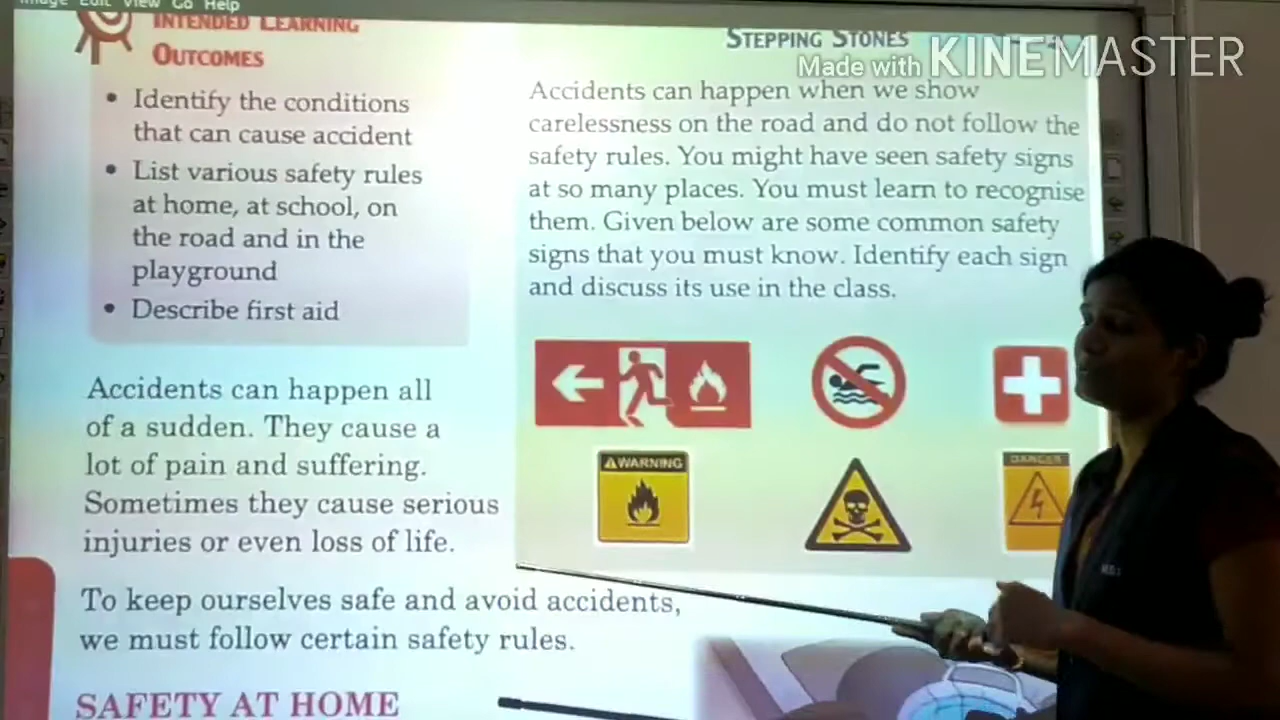 Image Edit View Go Help
INTENDED LEARNING
OUTCOMES
• Identify the conditions
that can cause accident
• List various safety rules
at home, at school, on
the road and in the
playground
• Describe first aid
Accidents can happen all
of a sudden. They cause a
lot of pain and suffering.
Sometimes they cause serious
injuries or even loss of life.
To keep ourselves safe and avoid accidents,
we must follow certain safety rules.
SAFETY AT HOME
STEPPING STONES
Made with KINEMASTER
Accidents can happen when we show
carelessness on the road and do not follow the
safety rules. You might have seen safety signs
at so many places. You must learn to recognise
them. Given below are some common safety
signs that you must know. Identify each sign
and discuss its use in the class.
WARNING
DANGER